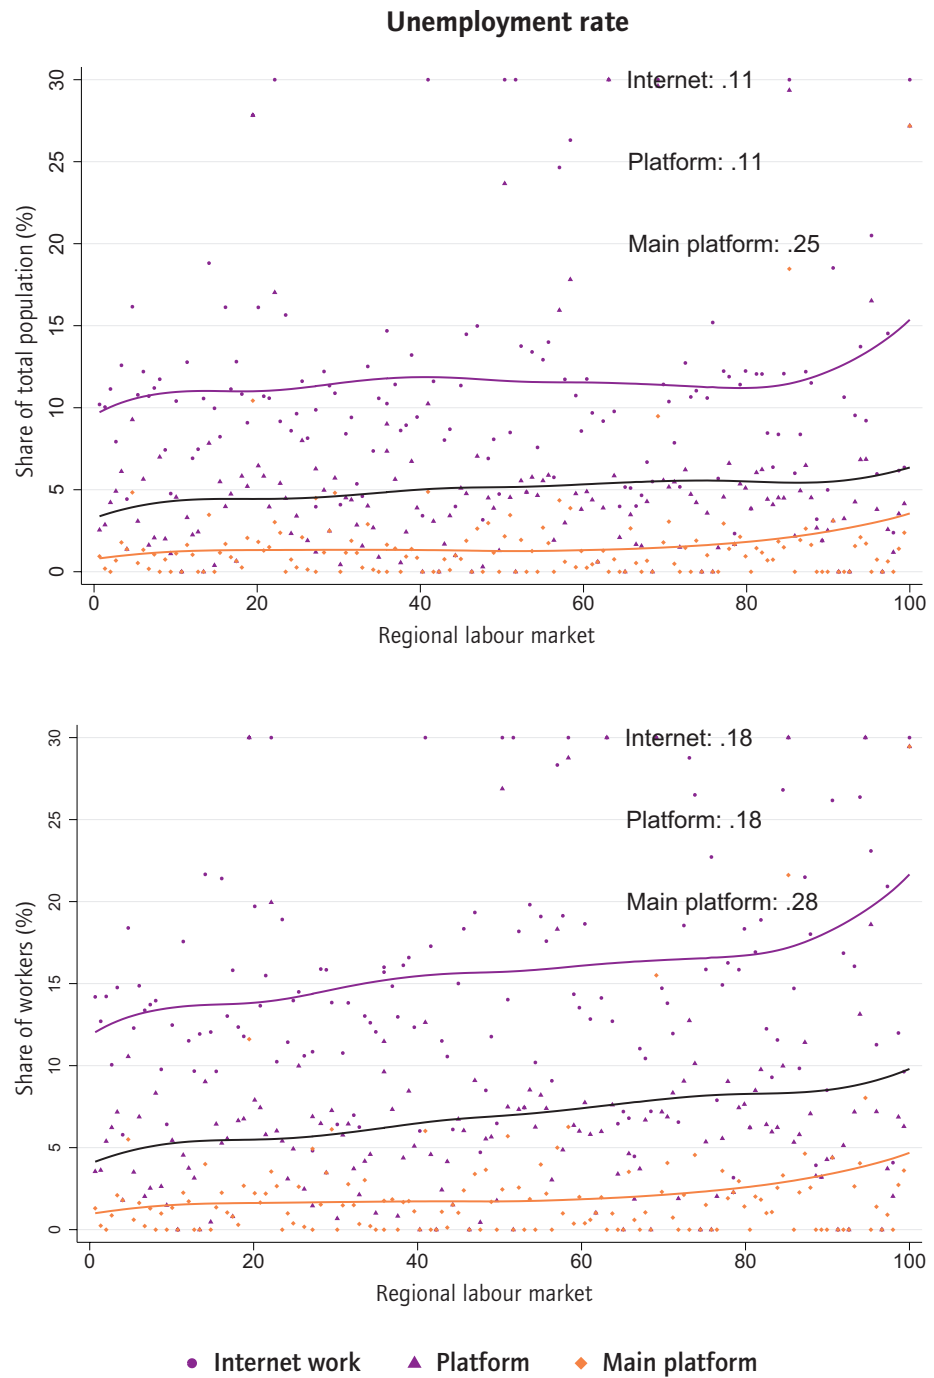 Unemployment rate
Share of total population (%)
30
25
20
15
10
5
0
Internet: .11
Platform: .11
Main platform: .25
0 20 40 60 80 100
Regional labour market
Share of workers (%)
30
25
20
15
10
5
0
Internet: .18
Platform: .18
Main platform: .28
0 20 40 60 80 100
Regional labour market
Internet work Platform Main platform